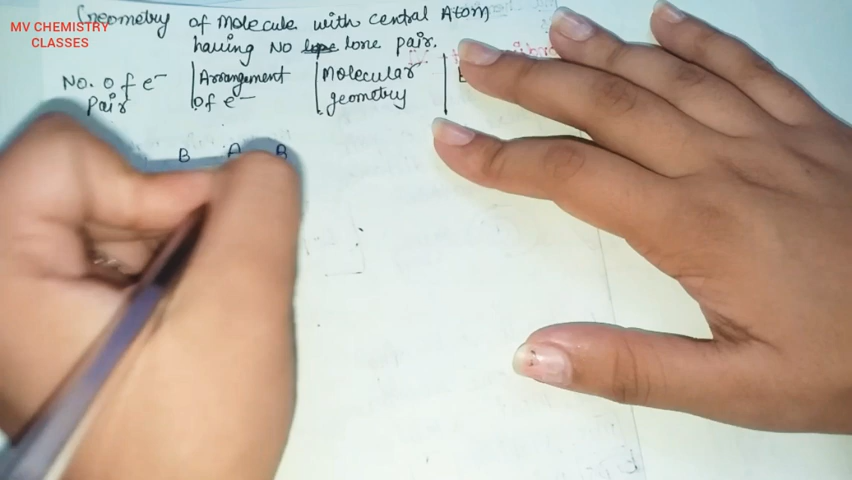 MV CHEMISTRY
CLASSES
Geometry of Molecule with central Atom
having No lone pair.
No. of e⁻ Pair
Arrangement of e⁻
Molecular geometry
E
B A B